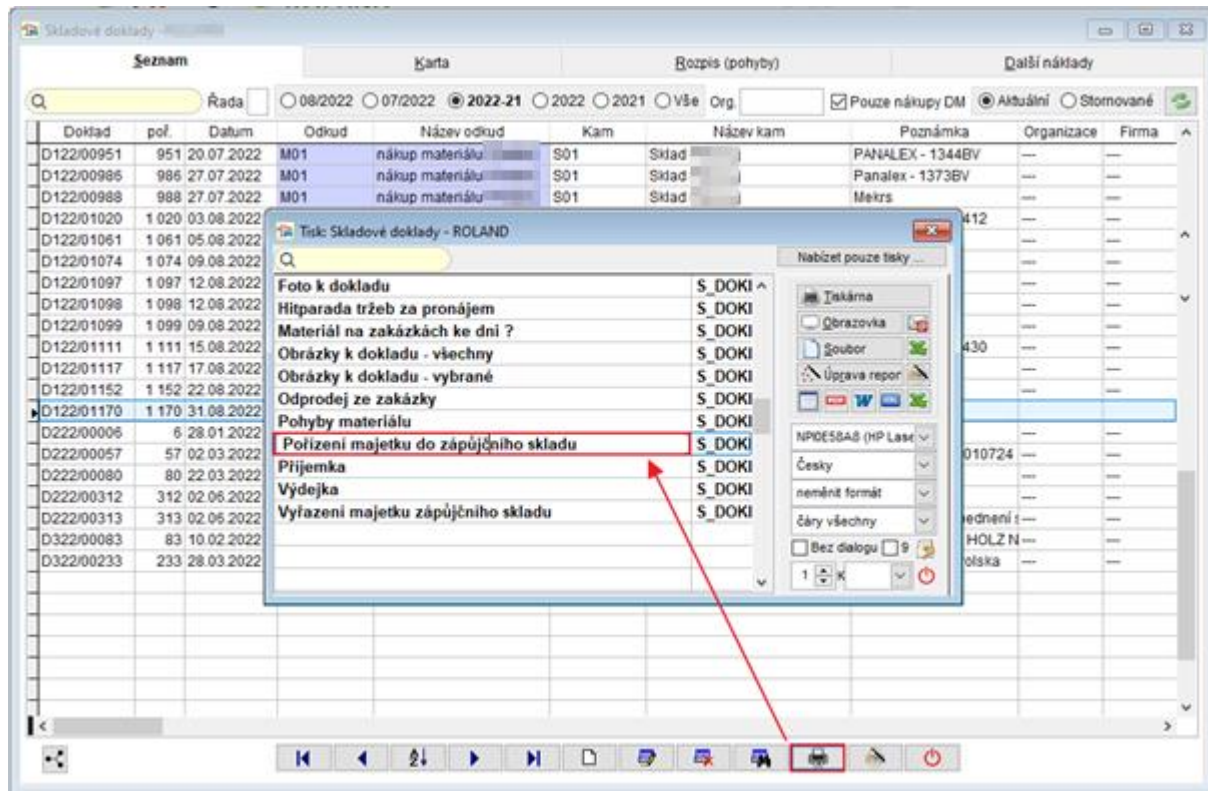 Skladové doklady -
Seznam Karta Rozpis (pohyby) Další náklady
Řada 08/2022 07/2022 2022-21 2022 2021 Vše Org. Pouze nákupy DM Aktuální Stornované
Doklad poř. Datum Odkud Název odkud Kam Název kam Poznámka Organizace Firma
D122/00951 951 20.07.2022 M01 nákup materiálu S01 Sklad PANALEX - 1344BV --- ---
D122/00986 986 27.07.2022 M01 nákup materiálu S01 Sklad Panalex - 1373BV --- ---
D122/00988 988 27.07.2022 M01 nákup materiálu S01 Sklad Mekrs --- ---
D122/01020 1 020 03.08.2022 412 --- ---
D122/01061 1 061 05.08.2022 --- ---
D122/01074 1 074 09.08.2022 --- ---
D122/01097 1 097 12.08.2022 --- ---
D122/01098 1 098 12.08.2022 --- ---
D122/01099 1 099 09.08.2022 --- ---
D122/01111 1 111 15.08.2022 430 --- ---
D122/01117 1 117 17.08.2022 --- ---
D122/01152 1 152 22.08.2022 --- ---
D122/01170 1 170 31.08.2022 --- ---
D222/00006 6 28.01.2022 --- ---
D222/00057 57 02.03.2022 010724 --- ---
D222/00080 80 22.03.2022 --- ---
D222/00312 312 02.06.2022 --- ---
D222/00313 313 02.06.2022 ednení --- ---
D322/00083 83 10.02.2022 HOLZ N --- ---
D322/00233 233 28.03.2022 olska --- ---
Tisk: Skladové doklady - ROLAND
Nabízet pouze tisky ...
Foto k dokladu S_DOKI
Hitparada tržeb za pronájem S_DOKI
Materiál na zakázkách ke dni ? S_DOKI
Obrázky k dokladu - všechny S_DOKI
Obrázky k dokladu - vybrané S_DOKI
Odprodej ze zakázky S_DOKI
Pohyby materiálu S_DOKI
Pořízení majetku do zápůjčního skladu S_DOKI
Příjemka S_DOKI
Výdejka S_DOKI
Vyřazení majetku zápůjčního skladu S_DOKI
Tiskárna
Obrazovka
Soubor
Úprava repor
PDF W
NPI0E58A8 (HP Lase
Česky
neměnit formát
čáry všechny
Bez dialogu 9
1 K